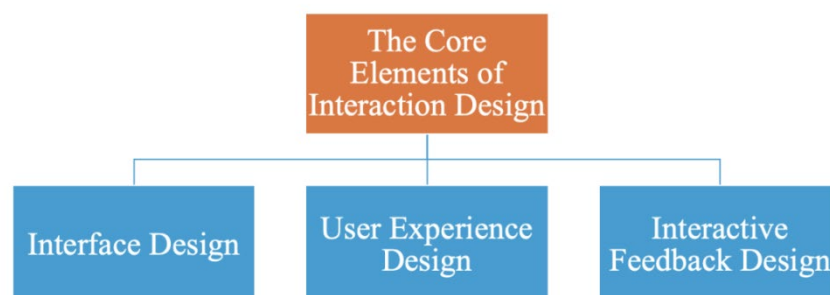 The Core
Elements of
Interaction Design
Interface Design
User Experience
Design
Interactive
Feedback Design